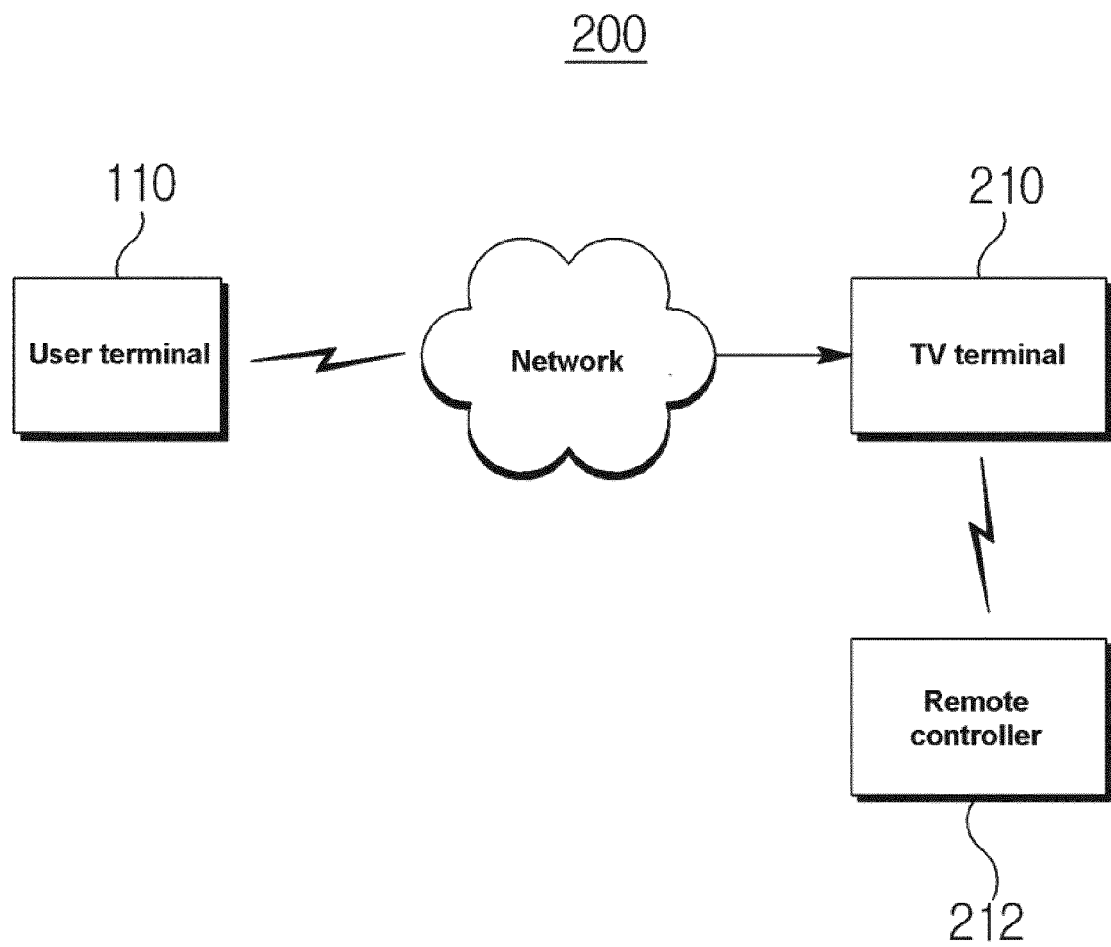 200
110
210
User terminal
Network
TV terminal
Remote
controller
212